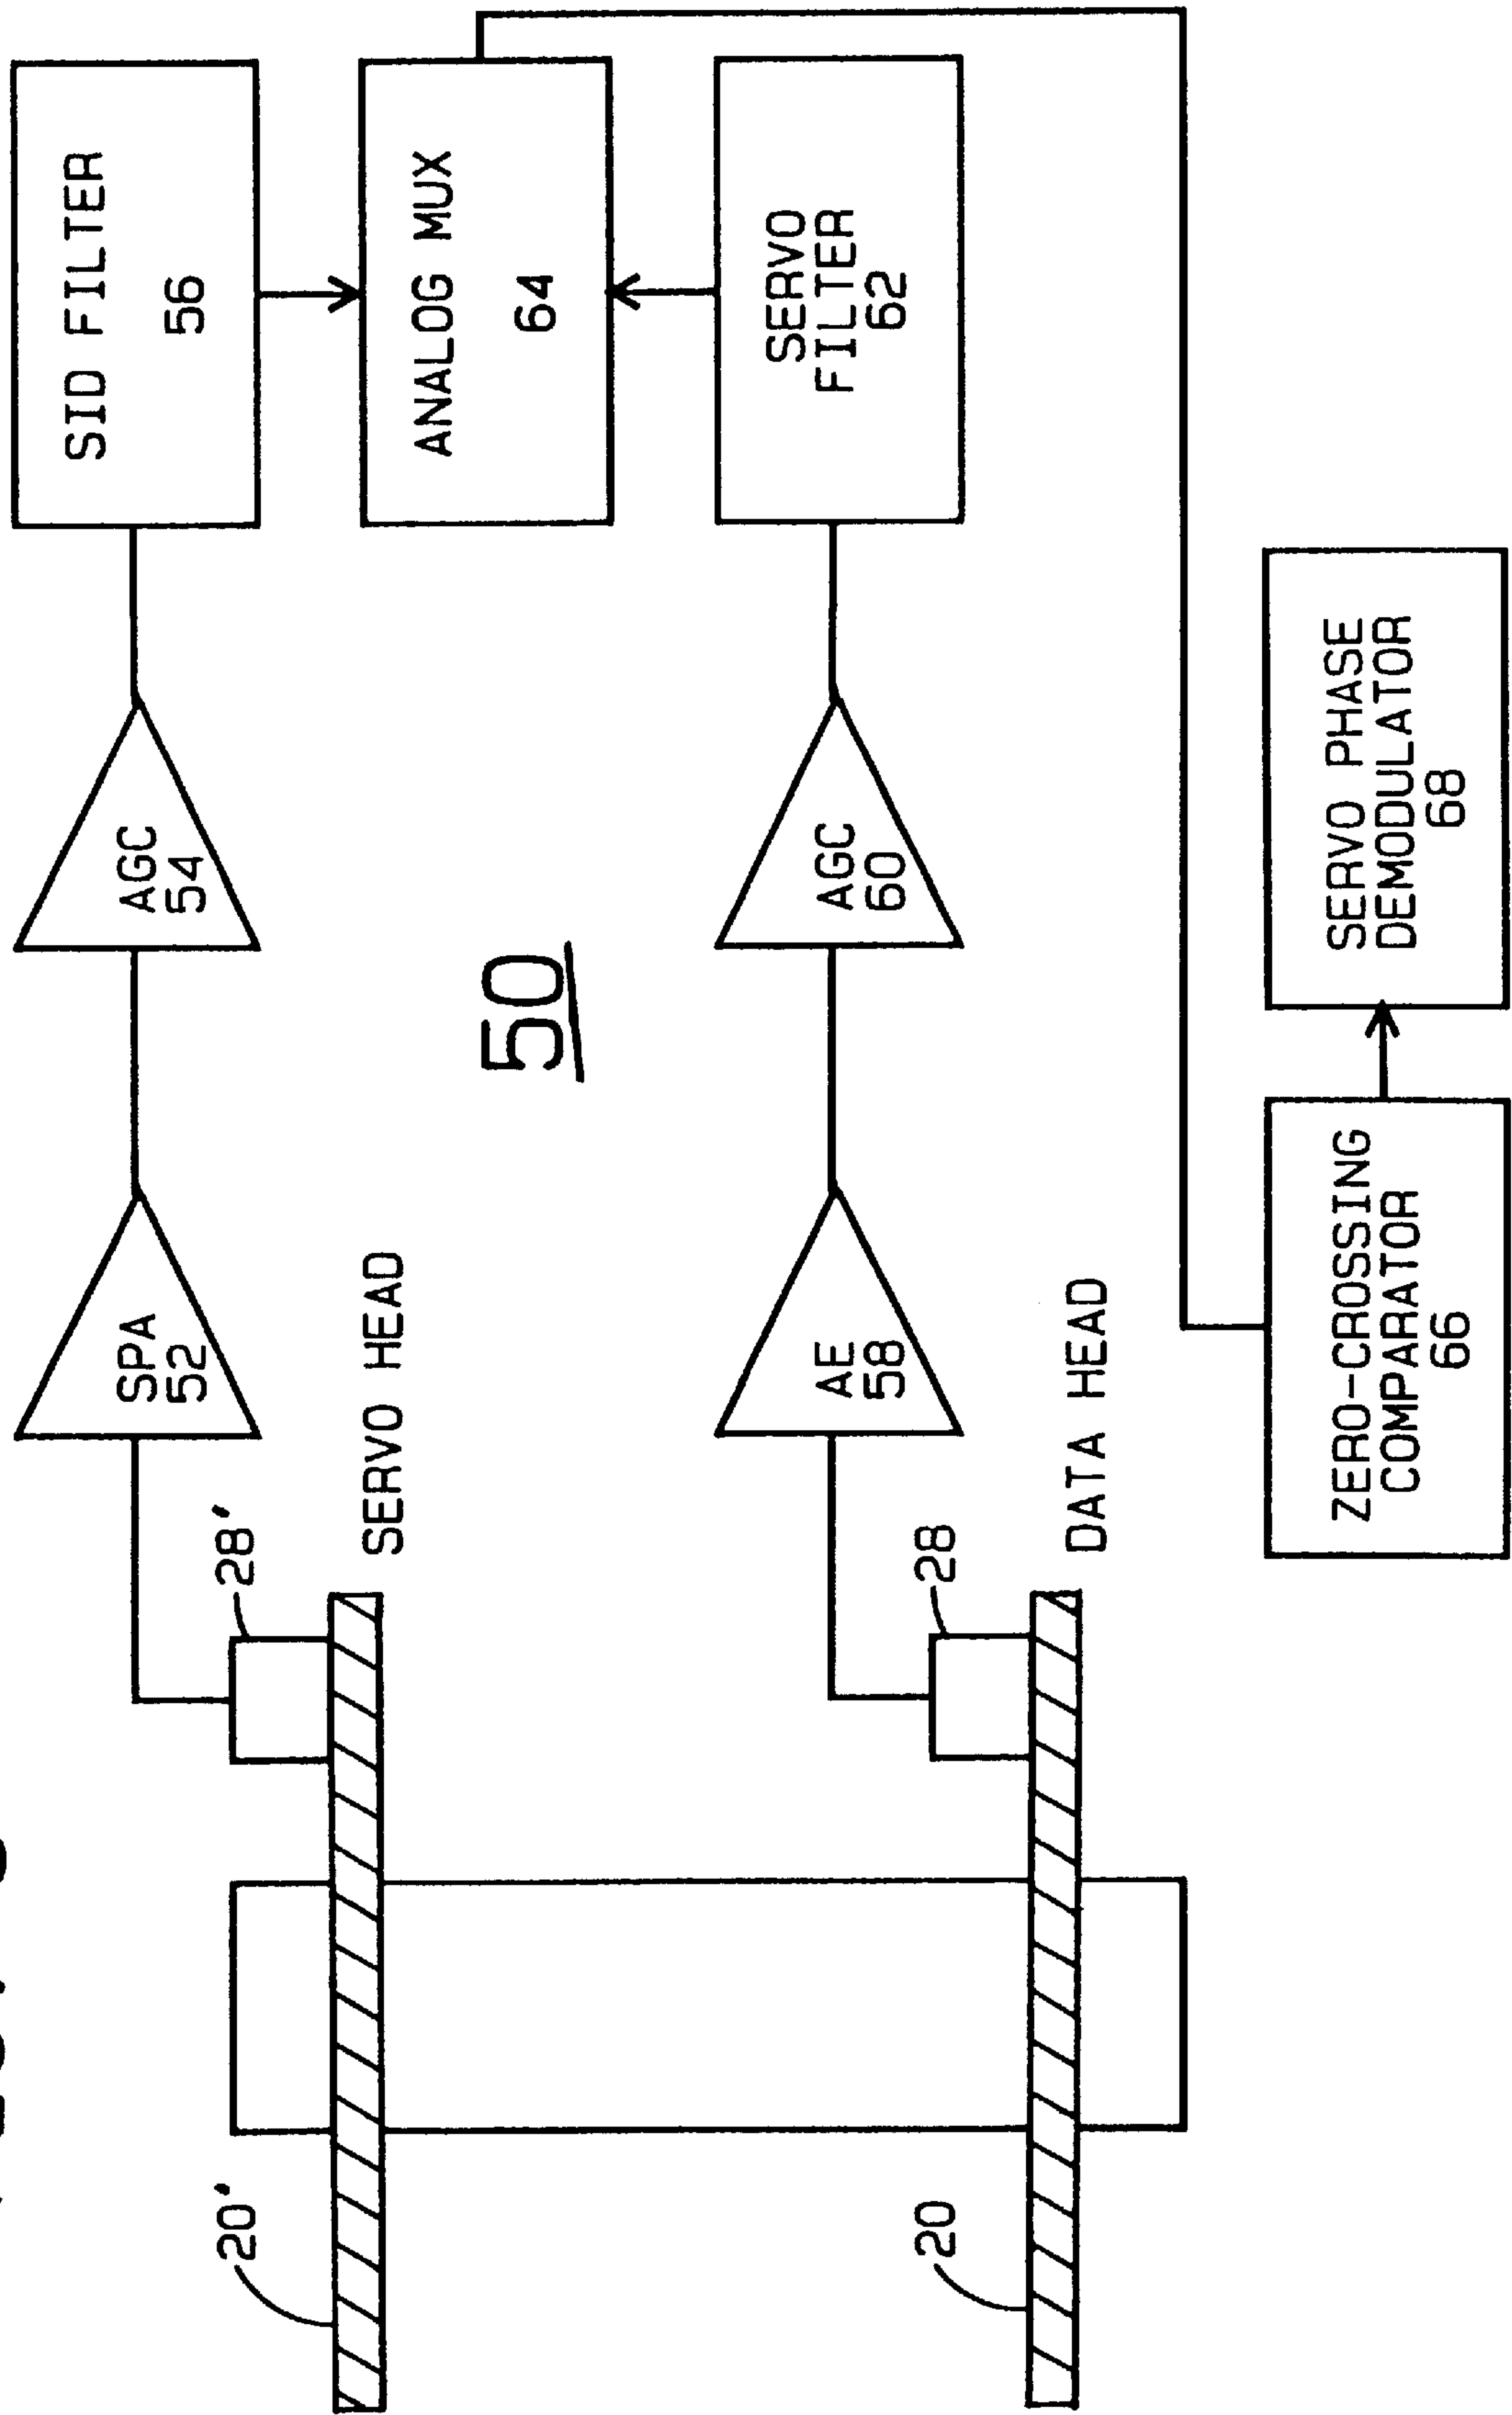 SPA
52
AGC
54
SID FILTER
56
28'
20'
SERVO HEAD
ANALOG MUX
64
50
AE
58
AGC
60
SERVO
FILTER
62
28
20
DATA HEAD
ZERO-CROSSING
COMPARATOR
66
SERVO PHASE
DEMODULATOR
68